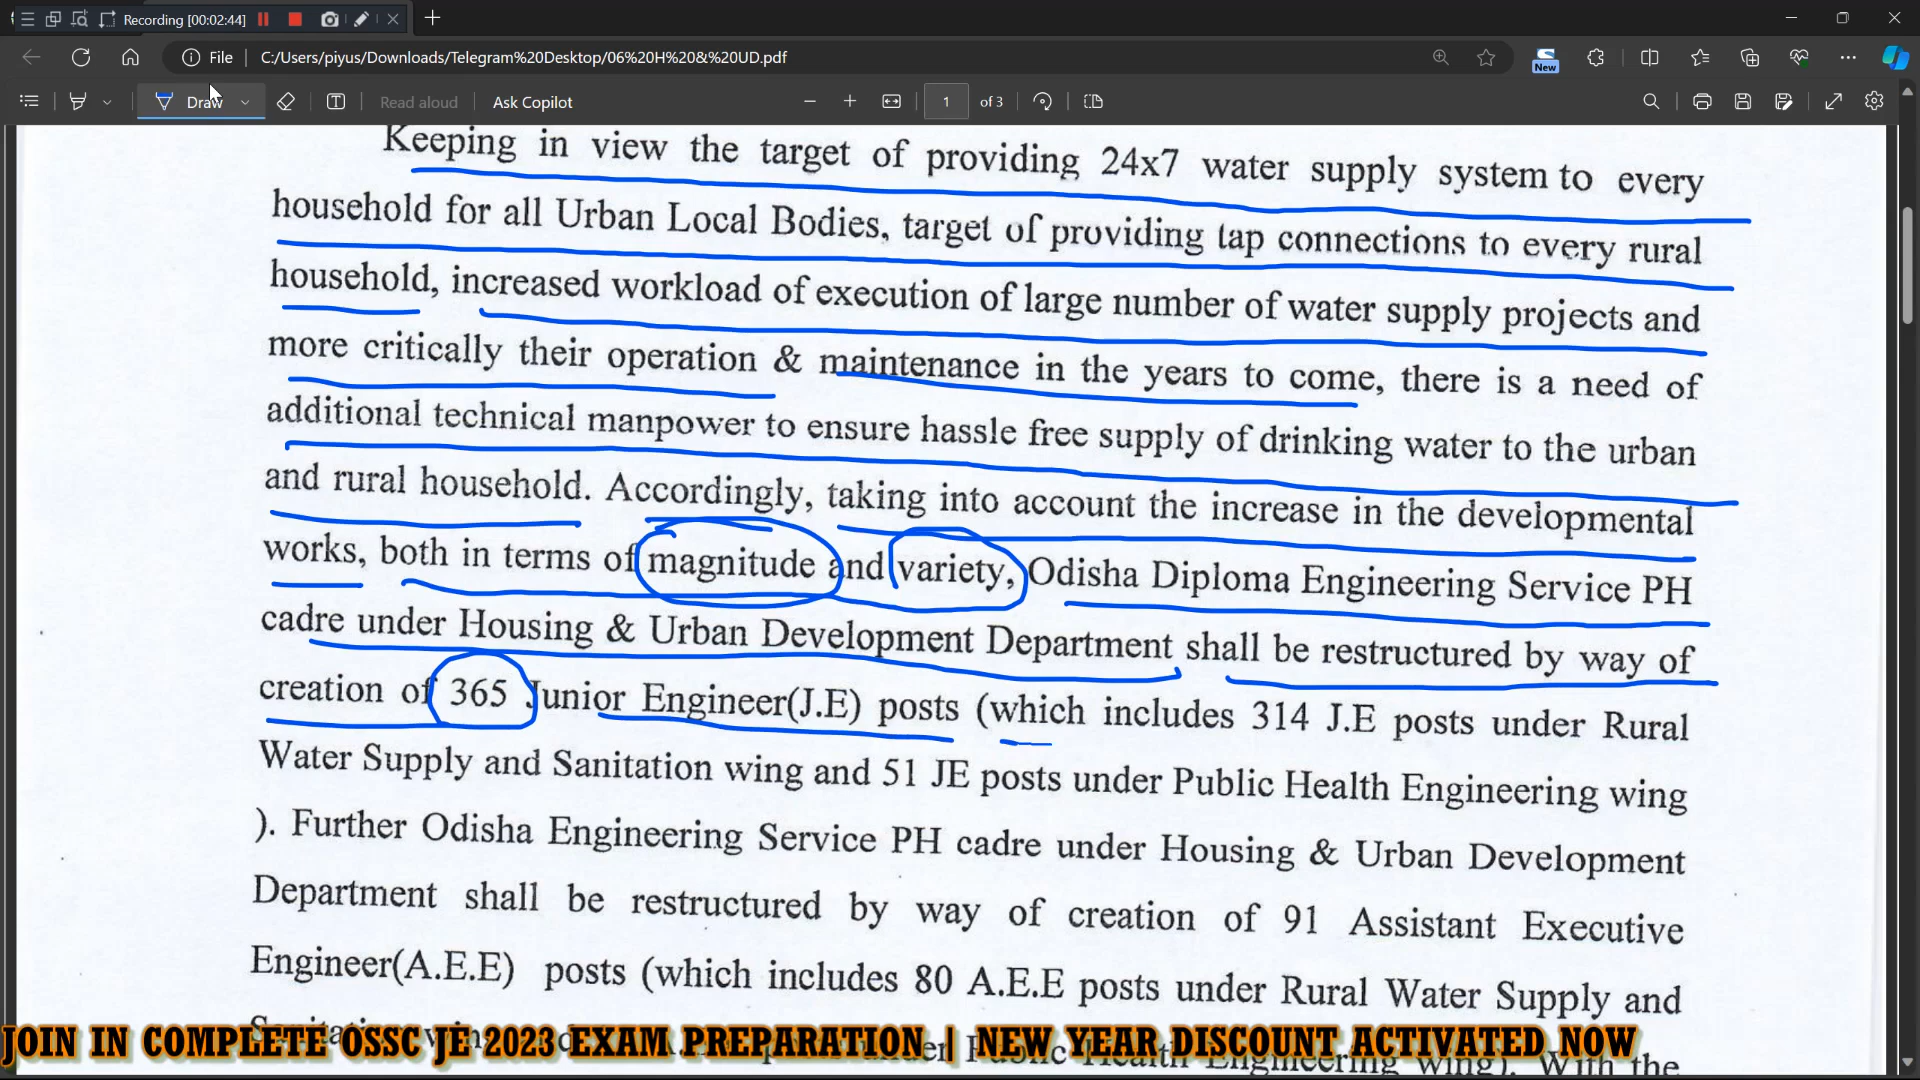 Recording [00:02:44]
File
C:/Users/piyus/Downloads/Telegram%20Desktop/06%20H%20&%20UD.pdf
New
Draw
Read aloud
Ask Copilot
1 of 3
Keeping in view the target of providing 24x7 water supply system to every
household for all Urban Local Bodies, target of providing tap connections to every rural
household, increased workload of execution of large number of water supply projects and
more critically their operation & maintenance in the years to come, there is a need of
additional technical manpower to ensure hassle free supply of drinking water to the urban
and rural household. Accordingly, taking into account the increase in the developmental
works, both in terms of magnitude and variety, Odisha Diploma Engineering Service PH
cadre under Housing & Urban Development Department shall be restructured by way of
creation of 365 Junior Engineer(J.E) posts (which includes 314 J.E posts under Rural
Water Supply and Sanitation wing and 51 JE posts under Public Health Engineering wing
). Further Odisha Engineering Service PH cadre under Housing & Urban Development
Department shall be restructured by way of creation of 91 Assistant Executive
Engineer(A.E.E) posts (which includes 80 A.E.E posts under Rural Water Supply and
Public Health Engineering wing). With the
JOIN IN COMPLETE OSSC JE 2023 EXAM PREPARATION | NEW YEAR DISCOUNT ACTIVATED NOW